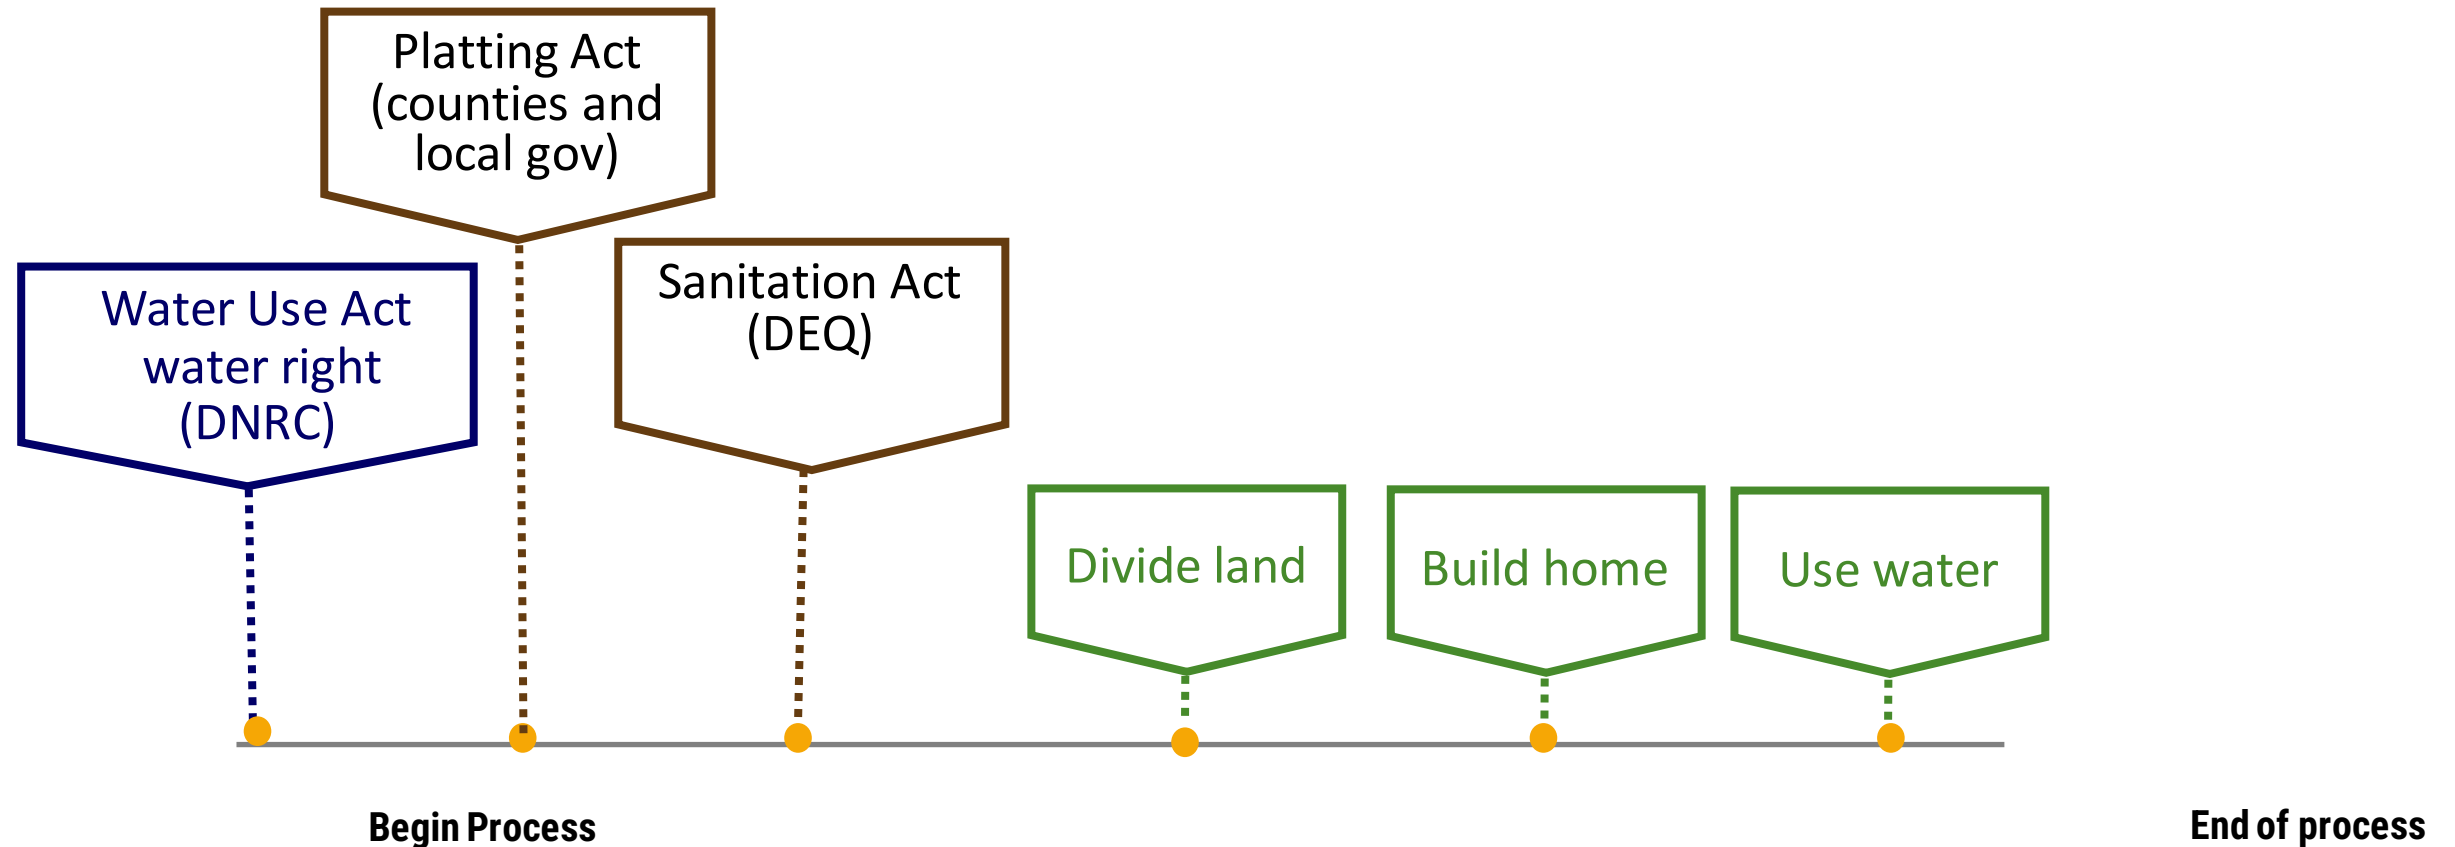 Platting Act
(counties and
local gov)
Water Use Act
water right
(DNRC)
Sanitation Act
(DEQ)
Divide land
Build home
Use water
Begin Process
End of process